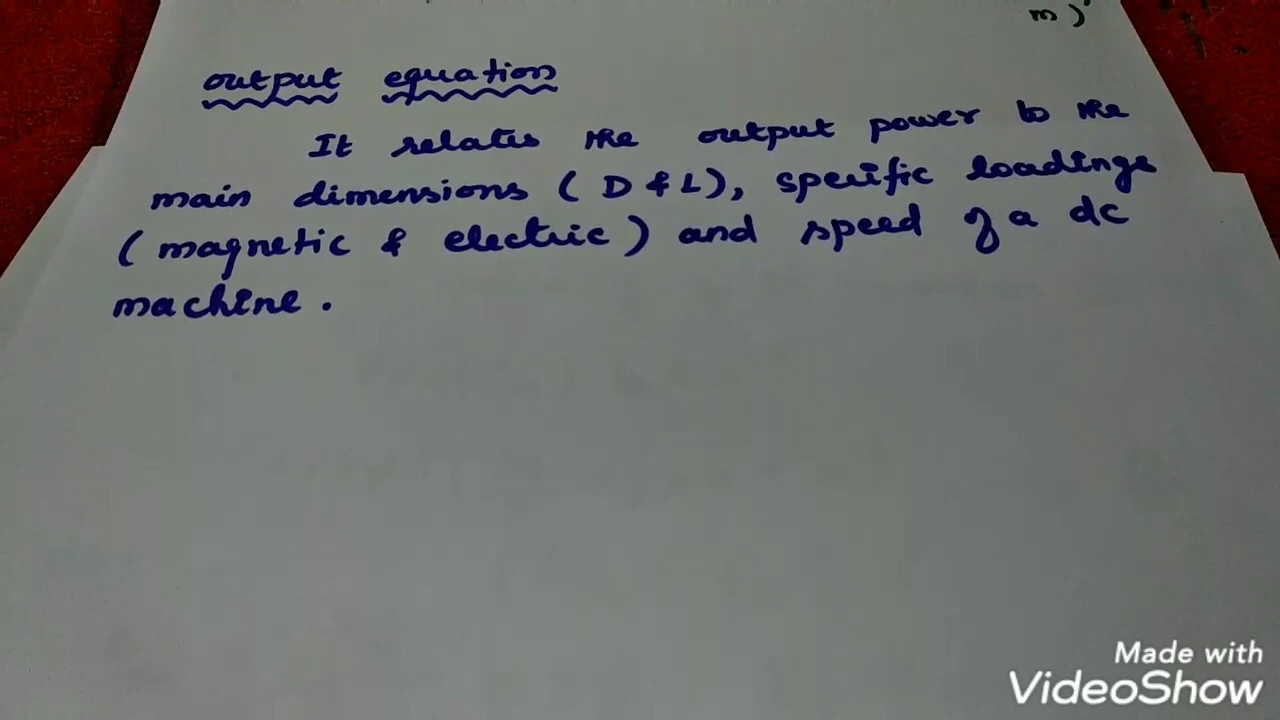 m)
output equation
It relates the output power to the
main dimensions (D & L), specific loadings
(magnetic & electric) and speed of a dc
machine.
Made with
VideoShow